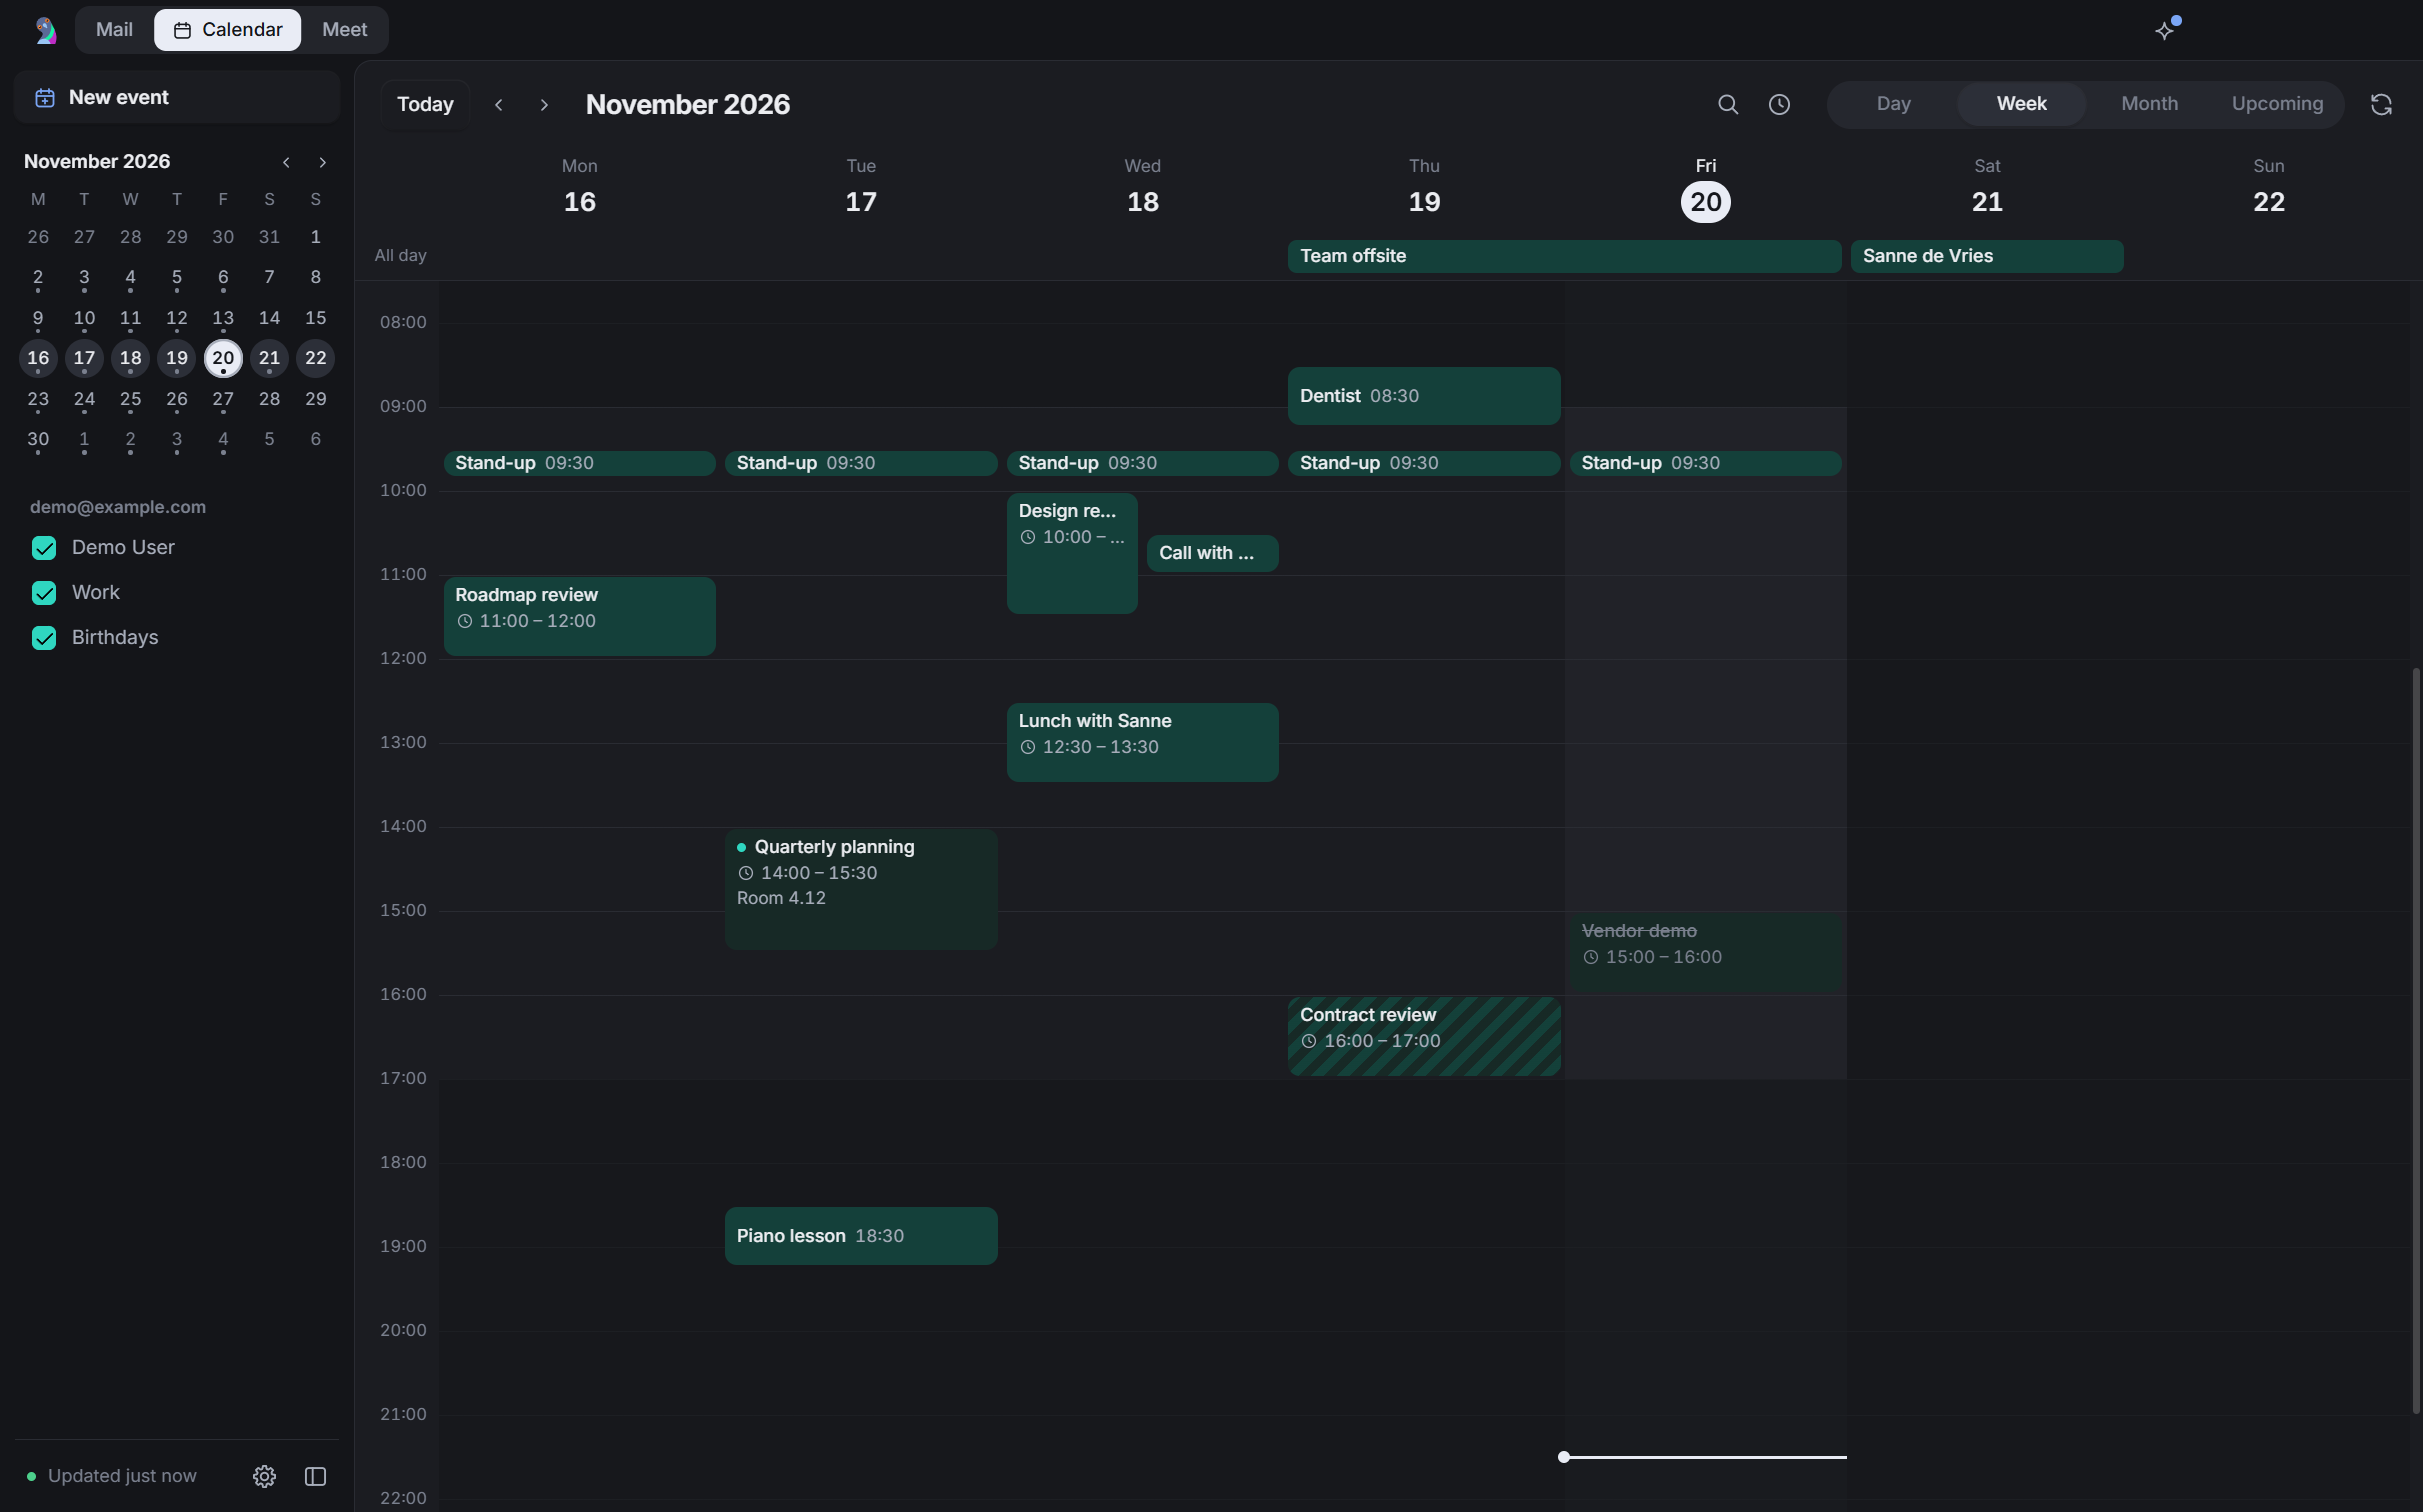 Mail
Calendar
Meet
New event
Today
November 2026
Day
Week
Month
Upcoming
November 2026
M T W T F S S
26 27 28 29 30 31 1
2 3 4 5 6 7 8
9 10 11 12 13 14 15
16 17 18 19 20 21 22
23 24 25 26 27 28 29
30 1 2 3 4 5 6
demo@example.com
Demo User
Work
Birthdays
Updated just now
Mon Tue Wed Thu Fri Sat Sun
16 17 18 19 20 21 22
All day
Team offsite
Sanne de Vries
08:00
Dentist 08:30
09:00
Stand-up 09:30
Stand-up 09:30
Stand-up 09:30
Stand-up 09:30
Stand-up 09:30
10:00
Design re...
10:00 – ...
Call with ...
11:00
Roadmap review
11:00 – 12:00
12:00
Lunch with Sanne
12:30 – 13:30
13:00
14:00
Quarterly planning
14:00 – 15:30
Room 4.12
15:00
Vendor demo
15:00 – 16:00
16:00
Contract review
16:00 – 17:00
17:00
18:00
Piano lesson 18:30
19:00
20:00
21:00
22:00